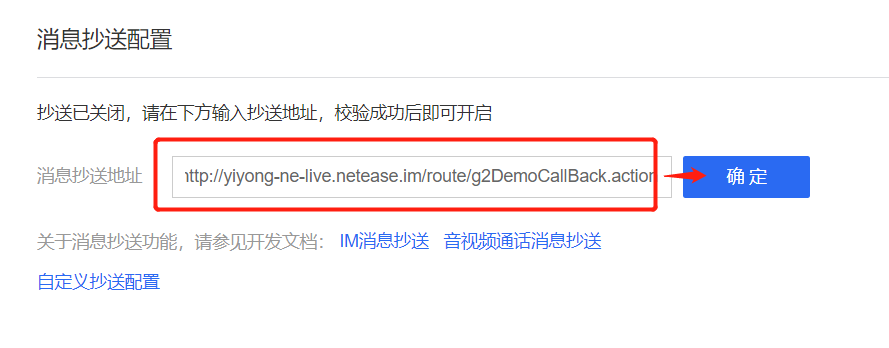 消息抄送配置
抄送已关闭，请在下方输入抄送地址，校验成功后即可开启
消息抄送地址 http://yiyong-ne-live.netease.im/route/g2DemoCallBack.action 确定
关于消息抄送功能，请参见开发文档： IM消息抄送 音视频通话消息抄送
自定义抄送配置